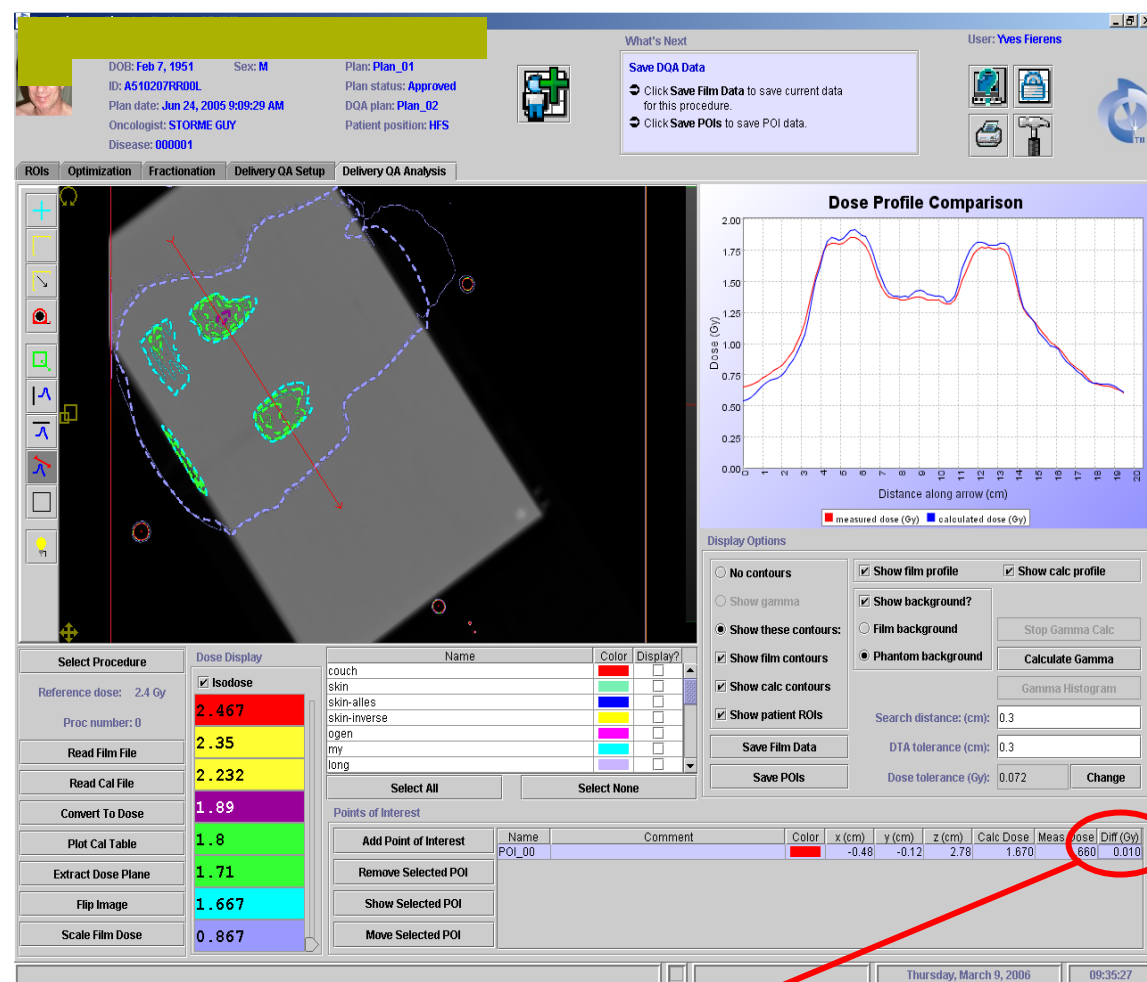 What's Next
User: Yves Fierens
DOB: Feb 7, 1951 Sex: M Plan: Plan_01
ID: A510207RR00L Plan status: Approved
Plan date: Jun 24, 2005 9:09:29 AM DQA plan: Plan_02
Oncologist: STORME GUY Patient position: HFS
Disease: 000001
Save DQA Data
Click Save Film Data to save current data
for this procedure.
Click Save POIs to save POI data.
TM
ROIs Optimization Fractionation Delivery QA Setup Delivery QA Analysis
Dose Profile Comparison
Dose (Gy)
2.00
1.75
1.50
1.25
1.00
0.75
0.50
0.25
0.00
0 1 2 3 4 5 6 7 8 9 10 11 12 13 14 15 16 17 18 19 20
Distance along arrow (cm)
measured dose (Gy) calculated dose (Gy)
Display Options
No contours
Show gamma
Show these contours:
Show film contours
Show calc contours
Show patient ROIs
Save Film Data
Save POIs
Show film profile Show calc profile
Show background?
Film background
Phantom background
Stop Gamma Calc
Calculate Gamma
Gamma Histogram
Search distance: (cm): 0.3
DTA tolerance (cm): 0.3
Dose tolerance (Gy): 0.072 Change
Select Procedure
Reference dose: 2.4 Gy
Proc number: 0
Read Film File
Read Cal File
Convert To Dose
Plot Cal Table
Extract Dose Plane
Flip Image
Scale Film Dose
Dose Display
Isodose
2.467
2.35
2.232
1.89
1.8
1.71
1.667
0.867
Name Color Display?
couch
skin
skin-alles
skin-inverse
ogen
my
long
Select All Select None
Points of Interest
Add Point of Interest
Remove Selected POI
Show Selected POI
Move Selected POI
Name Comment Color x (cm) y (cm) z (cm) Calc Dose Meas Dose Diff (Gy)
POI_00 -0.48 -0.12 2.78 1.670 660 0.010
Thursday, March 9, 2006 09:35:27